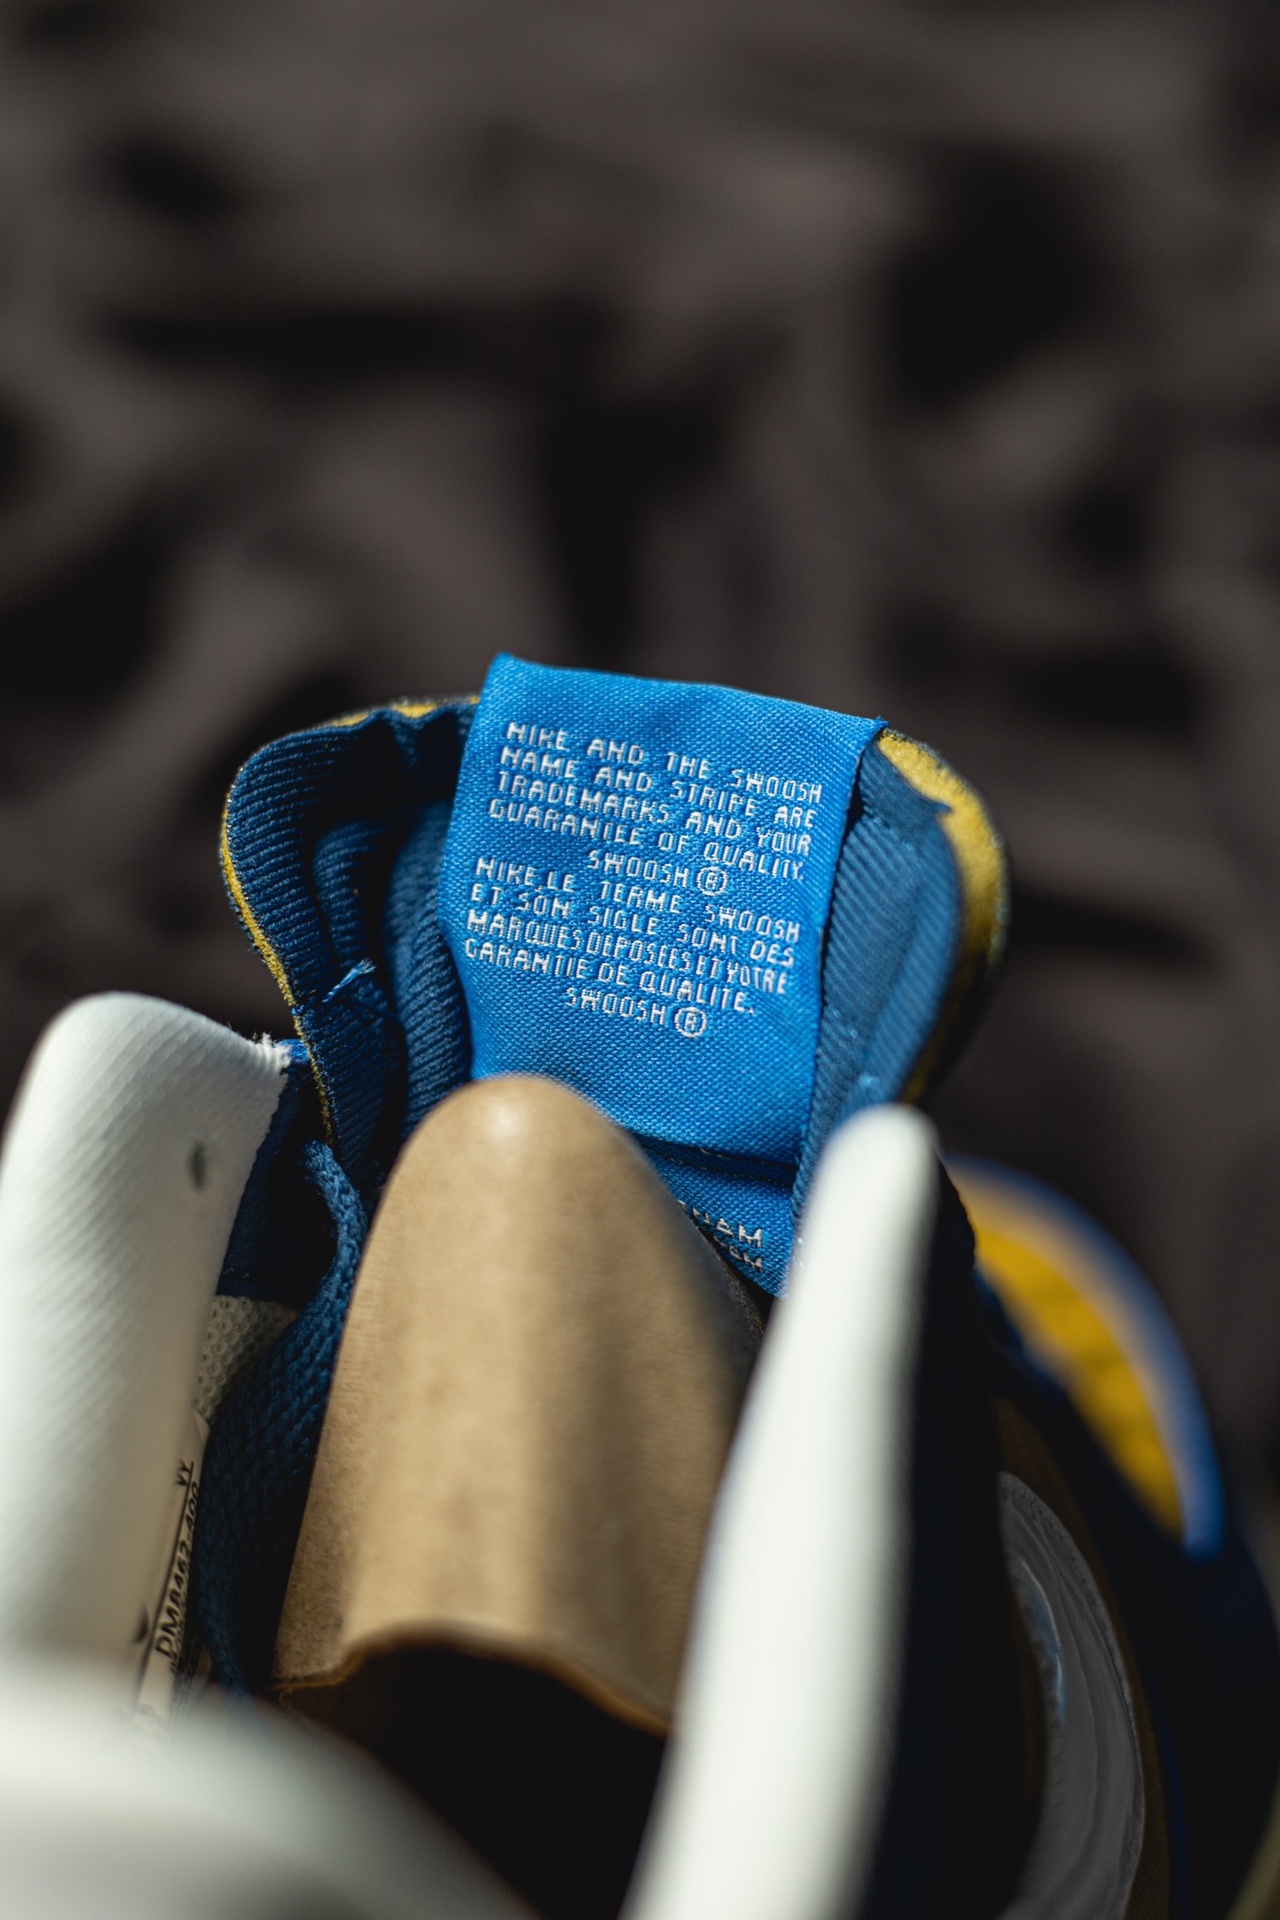 NIKE AND THE SWOOSH
NAME AND STRIPE ARE
TRADEMARKS AND YOUR
GUARANTEE OF QUALITY.
SWOOSH ®
NIKE LE TERME SWOOSH
ET SON SIGLE SONT DES
MARQUES DEPOSEES ET VOTRE
GARANTIE DE QUALITE.
SWOOSH ®
VY